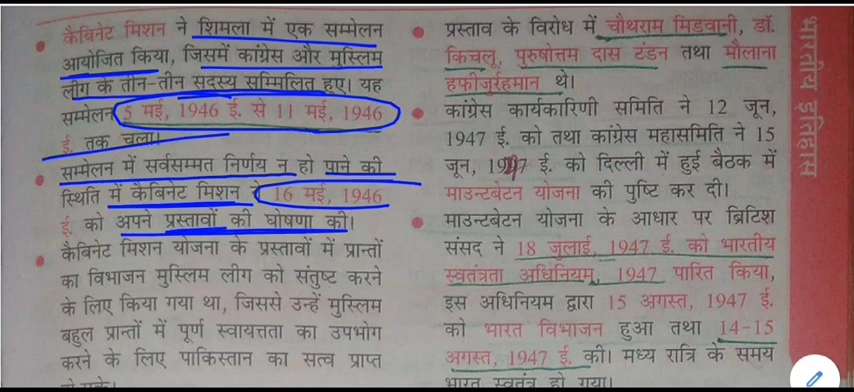 कैबिनेट मिशन ने शिमला में एक सम्मेलन
आयोजित किया, जिसमें कांग्रेस और मुस्लिम
लीग के तीन-तीन सदस्य सम्मिलित हुए। यह
सम्मेलन 5 मई, 1946 ई. से 11 मई, 1946
ई. तक चला।
सम्मेलन में सर्वसम्मत निर्णय न हो पाने की
स्थिति में कैबिनेट मिशन ने 16 मई, 1946
ई. को अपने प्रस्तावों की घोषणा की।
कैबिनेट मिशन योजना के प्रस्तावों में प्रान्तों
का विभाजन मुस्लिम लीग को संतुष्ट करने
के लिए किया गया था, जिससे उन्हें मुस्लिम
बहुल प्रान्तों में पूर्ण स्वायत्तता का उपभोग
करने के लिए पाकिस्तान का सत्व प्राप्त
हो सके।
प्रस्ताव के विरोध में चौथराम मिडवानी, डॉ.
किचलू, पुरुषोत्तम दास टंडन तथा मौलाना
हफीजुर्रहमान थे।
कांग्रेस कार्यकारिणी समिति ने 12 जून,
1947 ई. को तथा कांग्रेस महासमिति ने 15
जून, 1947 ई. को दिल्ली में हुई बैठक में
माउन्टबेटन योजना की पुष्टि कर दी।
माउन्टबेटन योजना के आधार पर ब्रिटिश
संसद ने 18 जुलाई, 1947 ई. को भारतीय
स्वतंत्रता अधिनियम, 1947 पारित किया,
इस अधिनियम द्वारा 15 अगस्त, 1947 ई.
को भारत विभाजन हुआ तथा 14-15
अगस्त, 1947 ई. की। मध्य रात्रि के समय
भारत स्वतंत्र हो गया।
भारतीय इतिहास